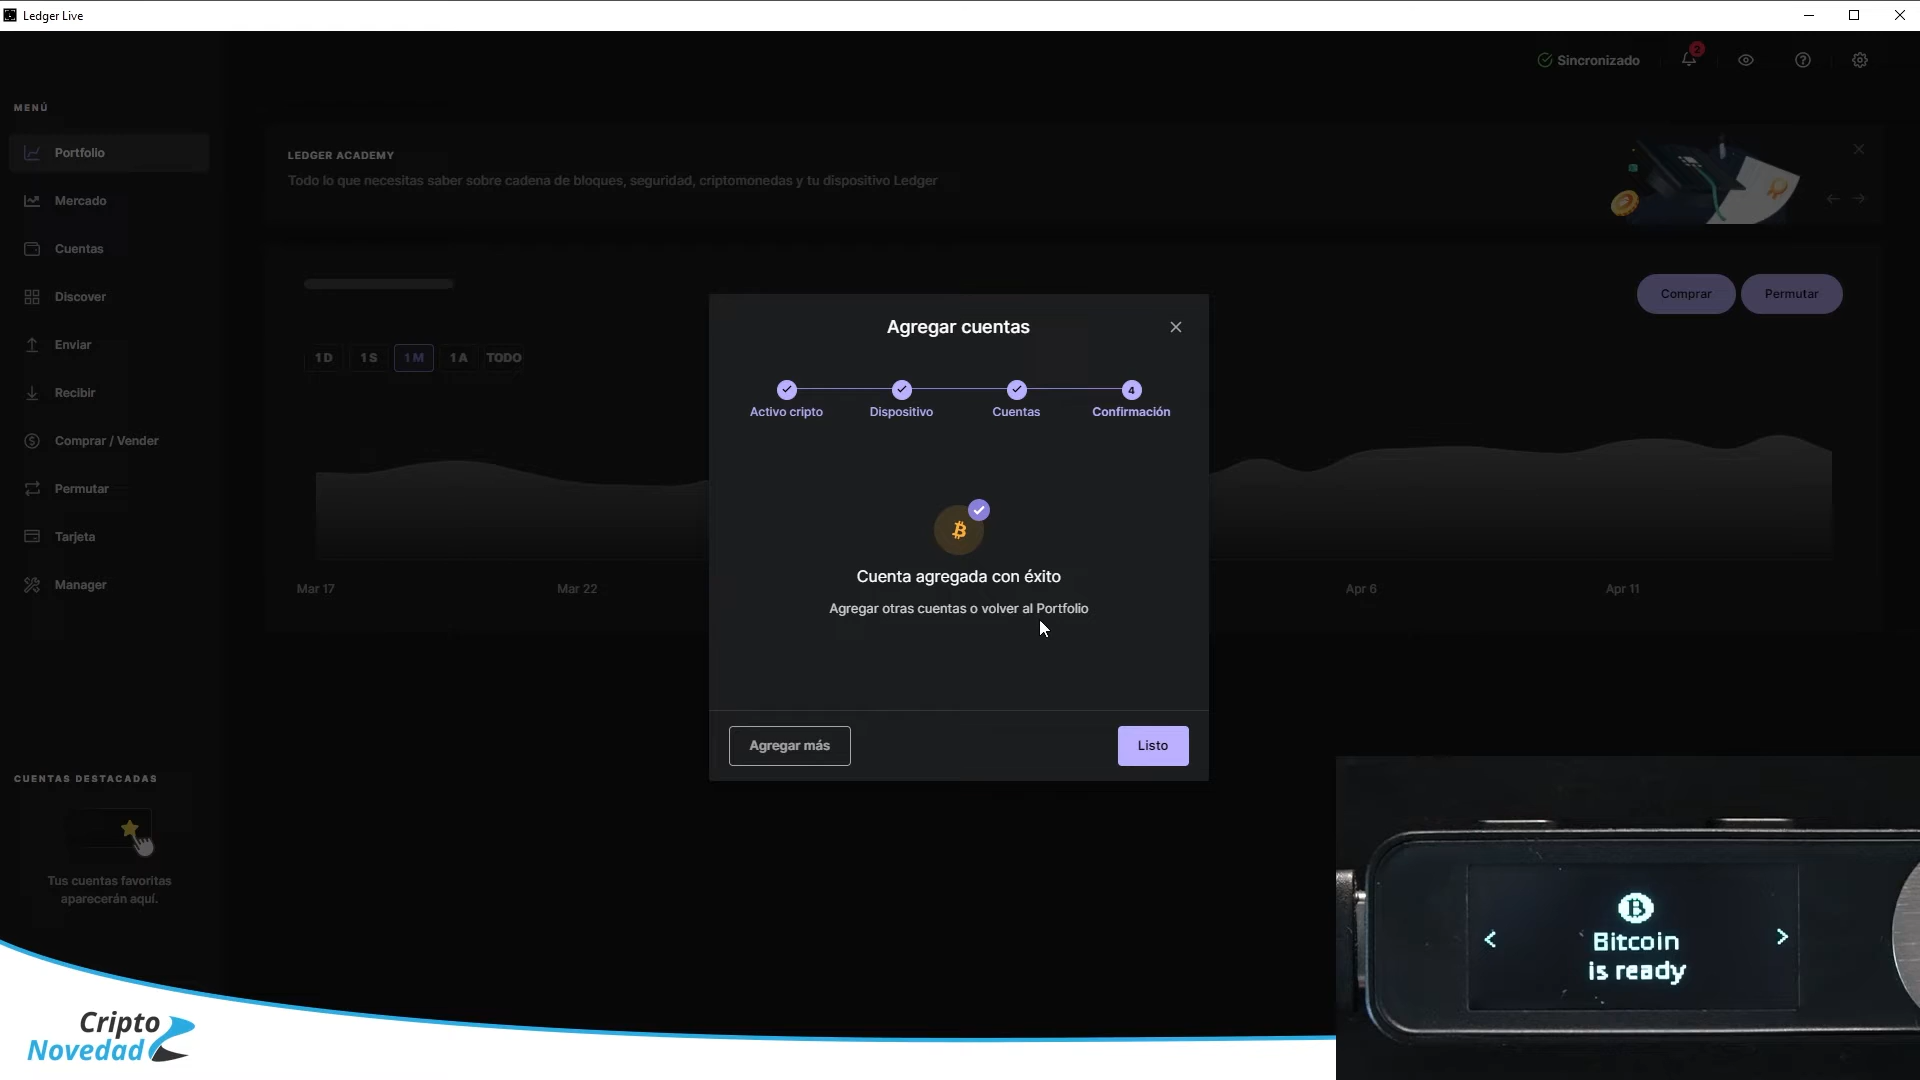 Ledger Live
Sincronizado
2
MENÚ
Portfolio
Mercado
Cuentas
Discover
Enviar
Recibir
Comprar / Vender
Permutar
Tarjeta
Manager
LEDGER ACADEMY
Todo lo que necesitas saber sobre cadena de bloques, seguridad, criptomonedas y tu dispositivo Ledger
Comprar
Permutar
1D
1S
1M
1A
TODO
Mar 17
Mar 22
Apr 6
Apr 11
Agregar cuentas
4
Activo cripto
Dispositivo
Cuentas
Confirmación
Cuenta agregada con éxito
Agregar otras cuentas o volver al Portfolio
Agregar más
Listo
CUENTAS DESTACADAS
Tus cuentas favoritas
aparecerán aquí.
Cripto
Novedad
Bitcoin
is ready